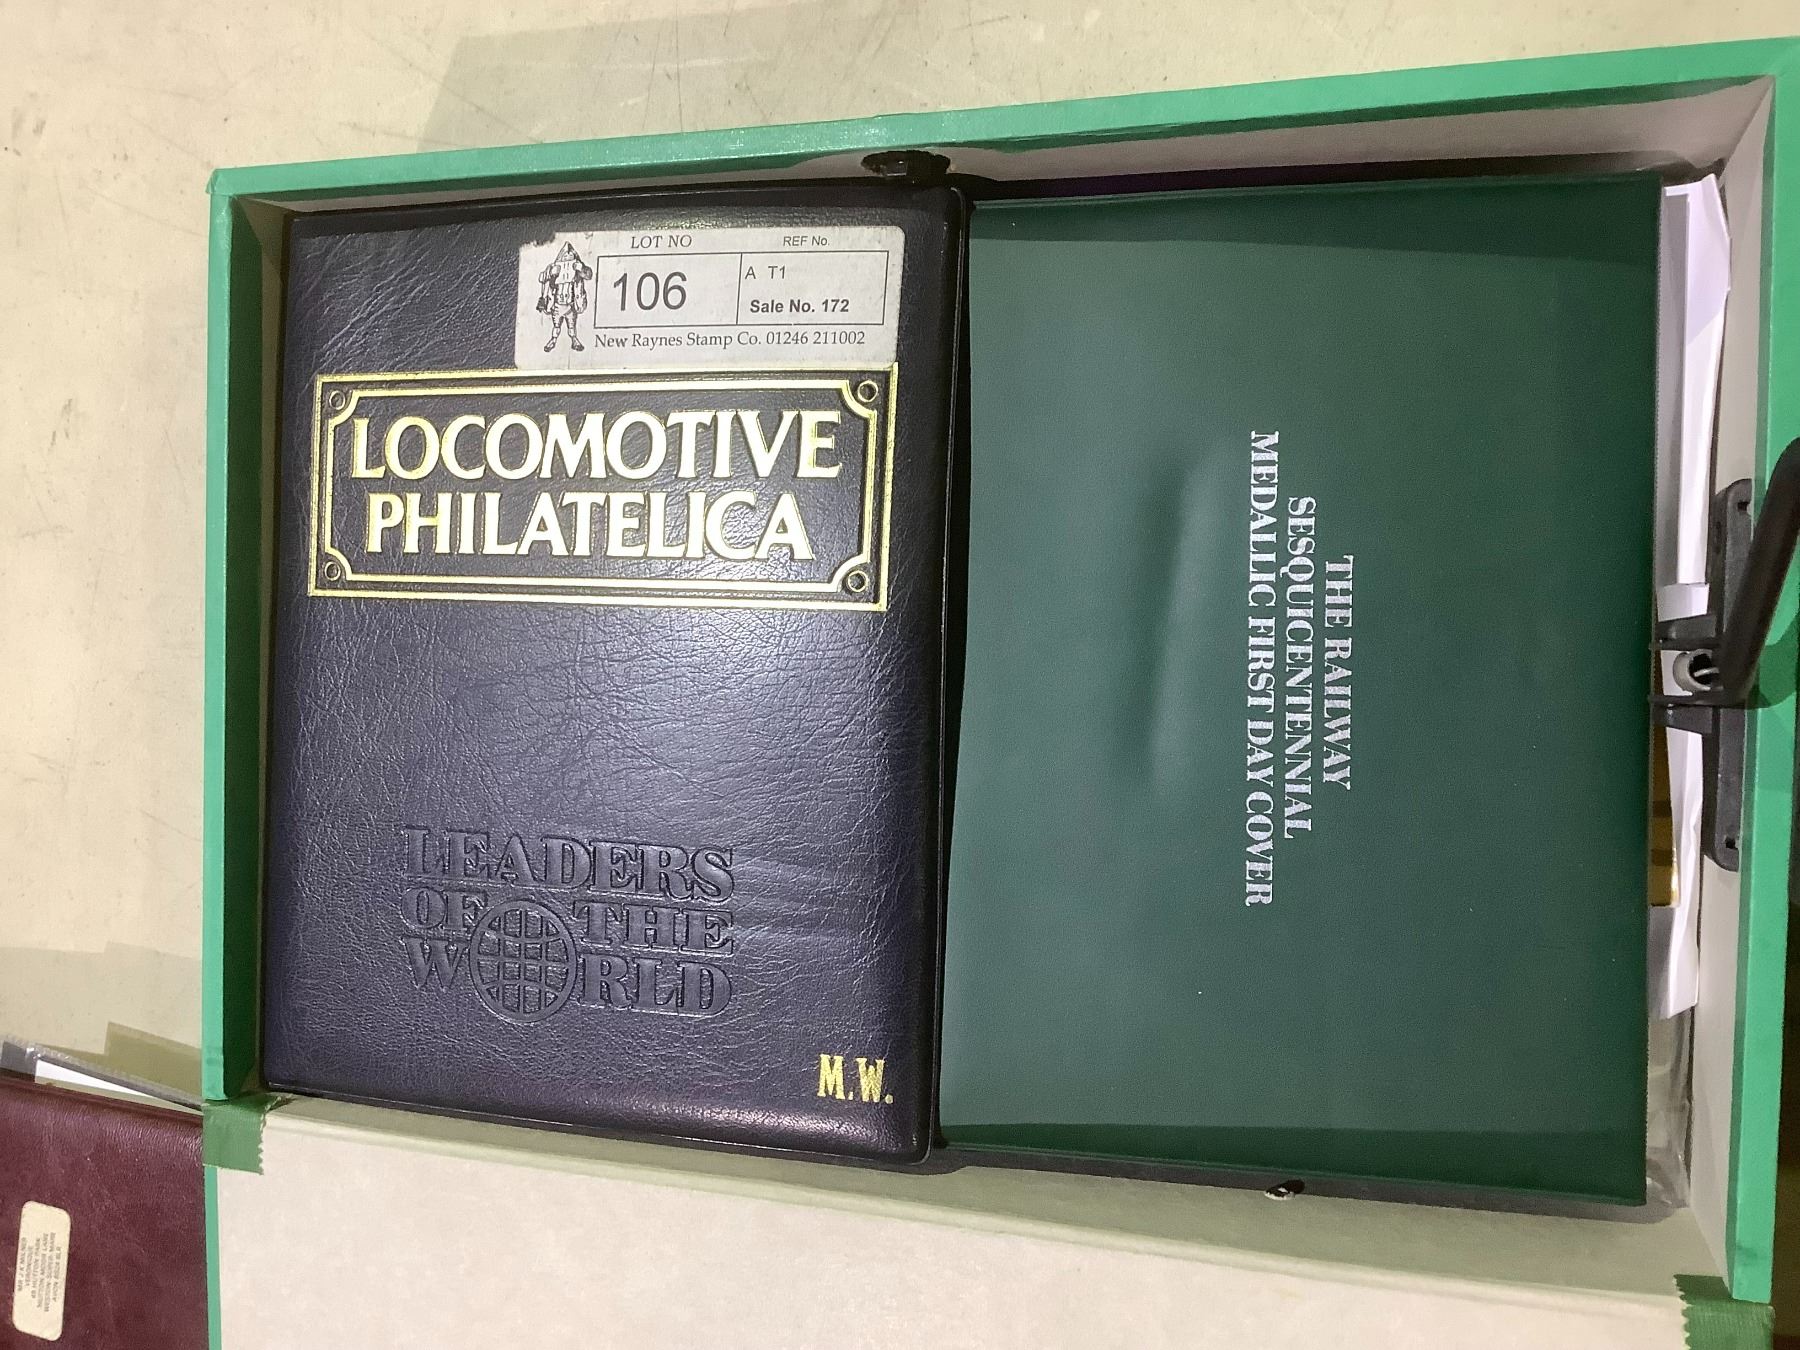 LOT NO
REF No.
106
A T1
Sale No. 172
New Raynes Stamp Co. 01246 211002
LOCOMOTIVE
PHILATELICA
LEADERS
OF THE
WORLD
M.W.
THE RAILWAY
SESQUICENTENNIAL
MEDALLIC FIRST DAY COVER